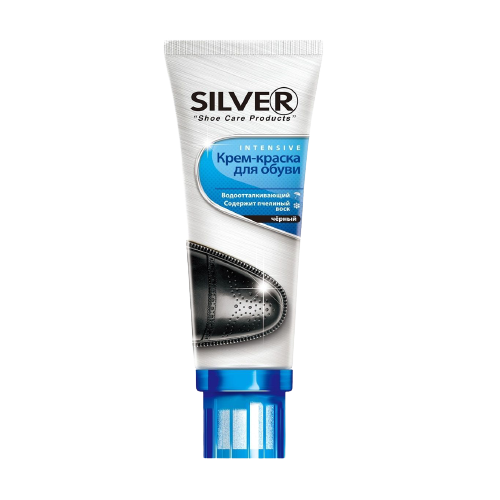 SILVER
"Shoe Care Products"
INTENSIVE
Крем-краска
для обуви
Водоотталкивающий
Содержит пчелиный
воск
чёрный